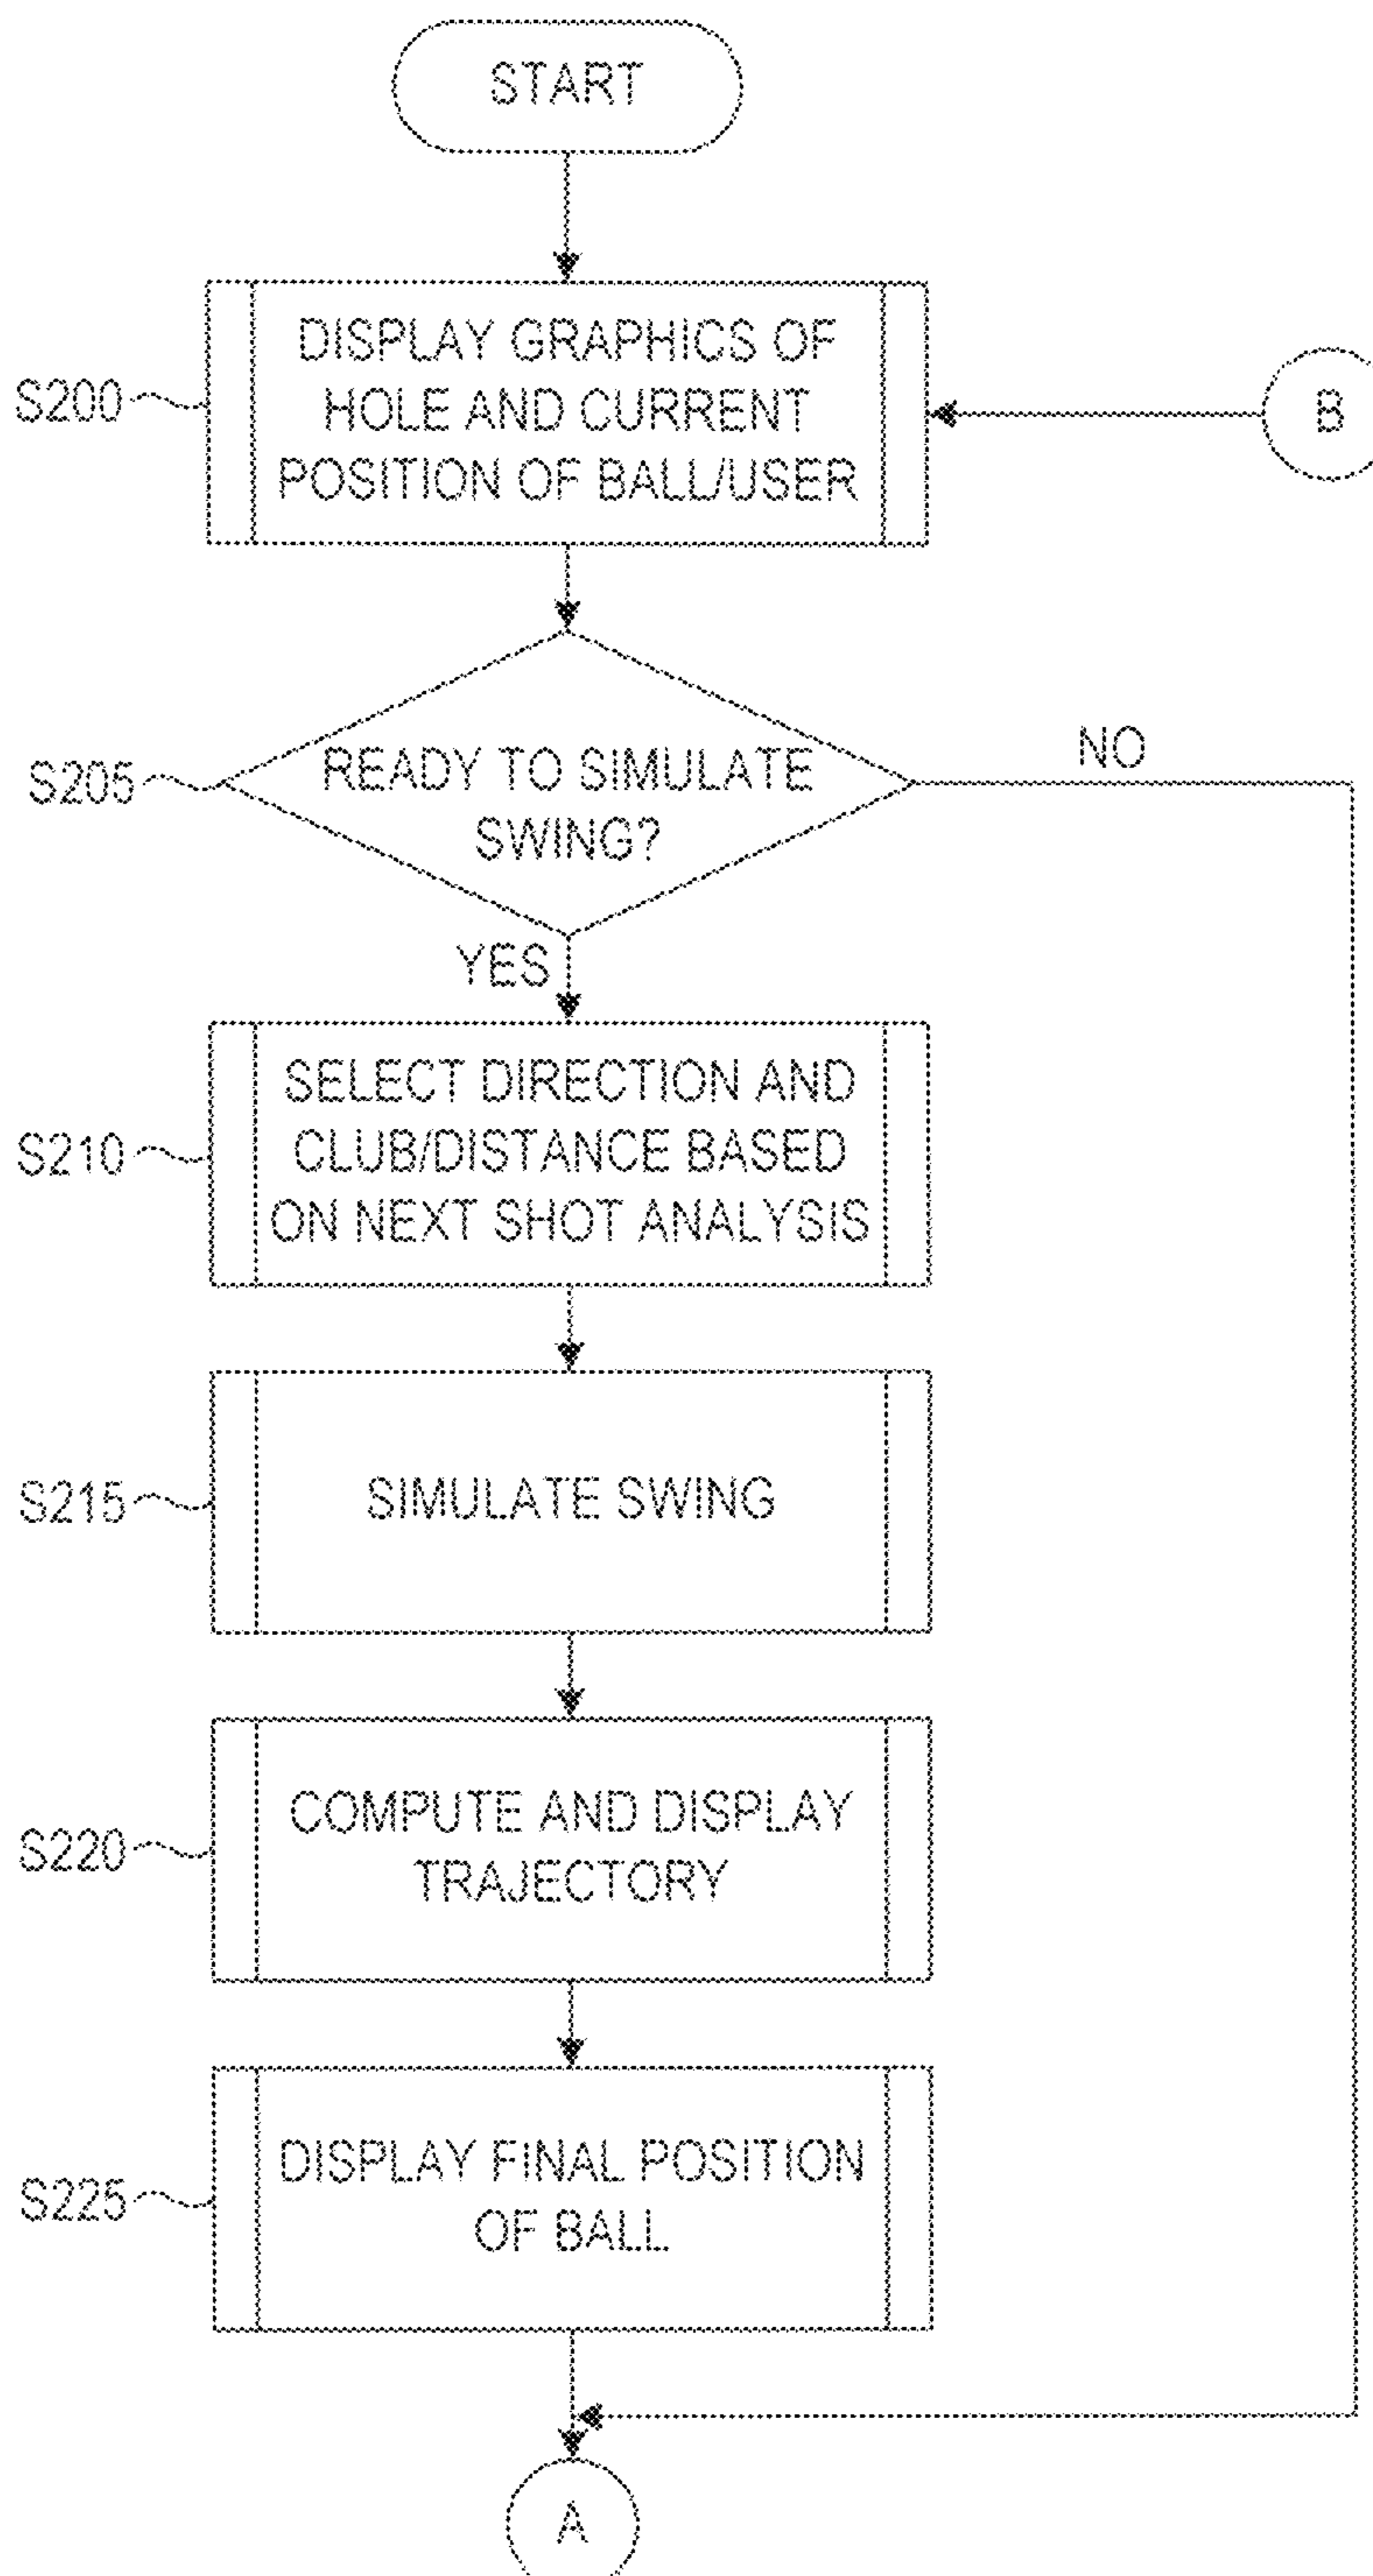 START
S200
DISPLAY GRAPHICS OF
HOLE AND CURRENT
POSITION OF BALL/USER
B
S205
READY TO SIMULATE
SWING?
NO
YES
S210
SELECT DIRECTION AND
CLUB/DISTANCE BASED
ON NEXT SHOT ANALYSIS
S215
SIMULATE SWING
S220
COMPUTE AND DISPLAY
TRAJECTORY
S225
DISPLAY FINAL POSITION
OF BALL
A